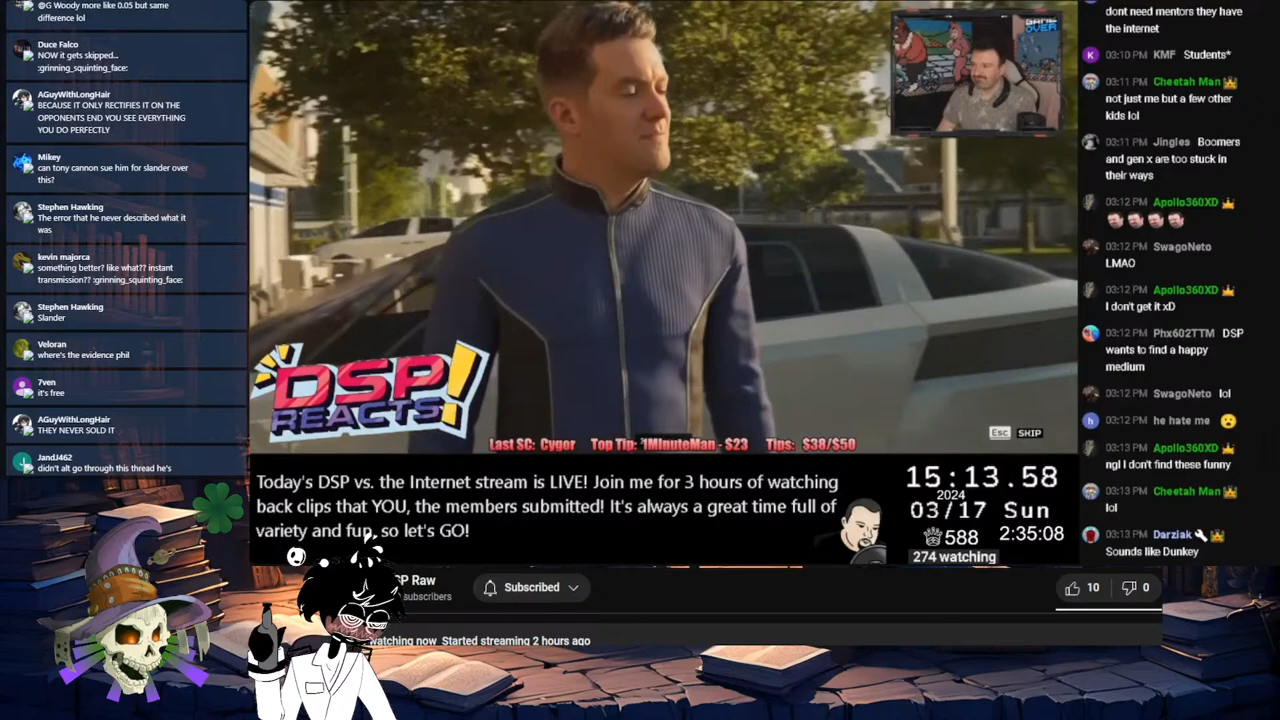 @G Woody more like 0.05 but same
difference lol
Duce Falco
NOW it gets skipped...
:grinning_squinting_face:
AGuyWithLongHair
BECAUSE IT ONLY RECTIFIES IT ON THE
OPPONENTS END YOU SEE EVERYTHING
YOU DO PERFECTLY
Mikey
can tony cannon sue him for slander over
this?
Stephen Hawking
The error that he never described what it
was
kevin majorca
something better? like what?? instant
transmission?? :grinning_squinting_face:
Stephen Hawking
Slander
Veloran
where's the evidence phil
7ven
it's free
AGuyWithLongHair
THEY NEVER SOLD IT
JandJ462
didn't alt go through this thread he's
GAME
OVER
DSP
REACTS!
Esc SKIP
Last SC: Cygor Top Tip: 1MInuteMan - $23 Tips: $38/$50
Today's DSP vs. the Internet stream is LIVE! Join me for 3 hours of watching
back clips that YOU, the members submitted! It's always a great time full of
variety and fun, so let's GO!
15:13.58
2024
03/17 Sun
588 2:35:08
274 watching
SP Raw
subscribers
Subscribed
10 0
watching now Started streaming 2 hours ago
dont need mentors they have
the internet
K 03:10 PM KMF Students*
03:11 PM Cheetah Man
not just me but a few other
kids lol
03:11 PM Jingles Boomers
and gen x are too stuck in
their ways
03:12 PM Apollo360XD
03:12 PM SwagoNeto
LMAO
03:12 PM Apollo360XD
I don't get it xD
03:12 PM Phx602TTM DSP
wants to find a happy
medium
03:12 PM SwagoNeto lol
h 03:12 PM he hate me
03:13 PM Apollo360XD
ngl I don't find these funny
03:13 PM Cheetah Man
lol
03:13 PM Darziak
Sounds like Dunkey